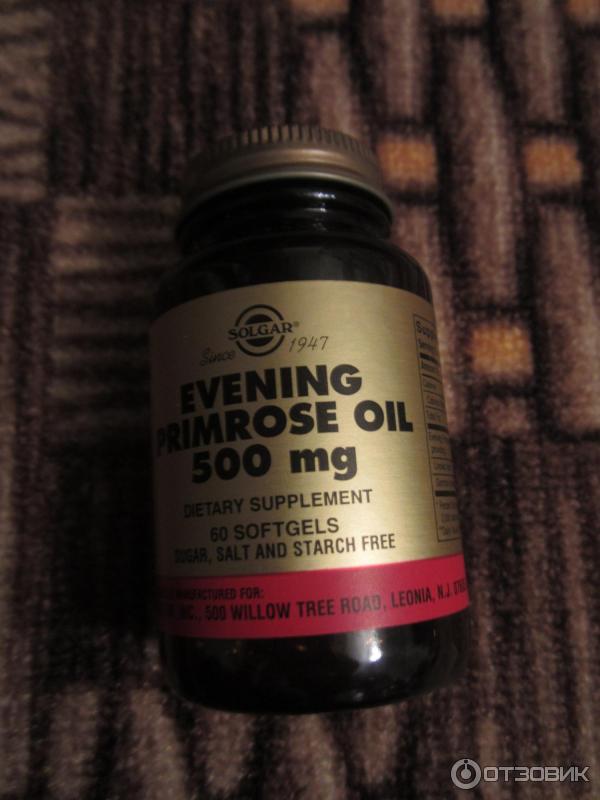 SOLGAR®
Since 1947
EVENING
PRIMROSE OIL
500 mg
DIETARY SUPPLEMENT
60 SOFTGELS
SUGAR, SALT AND STARCH FREE
MANUFACTURED FOR:
INC., 500 WILLOW TREE ROAD, LEONIA, N.J.
ОТЗОВИК